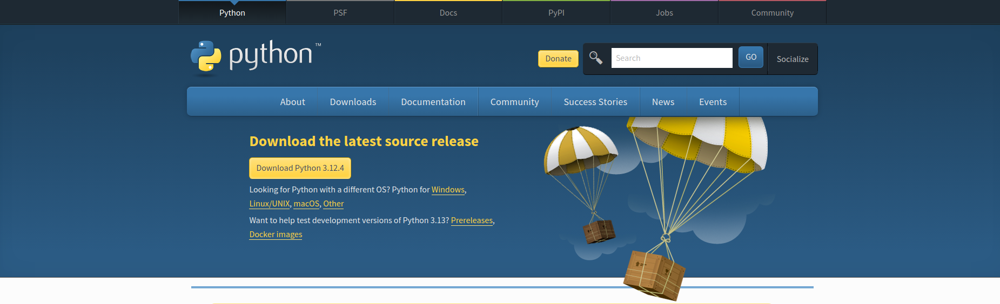 Python PSF Docs PyPI Jobs Community
python™
Donate Search GO Socialize
About Downloads Documentation Community Success Stories News Events
Download the latest source release
Download Python 3.12.4
Looking for Python with a different OS? Python for Windows,
Linux/UNIX, macOS, Other
Want to help test development versions of Python 3.13? Prereleases,
Docker images